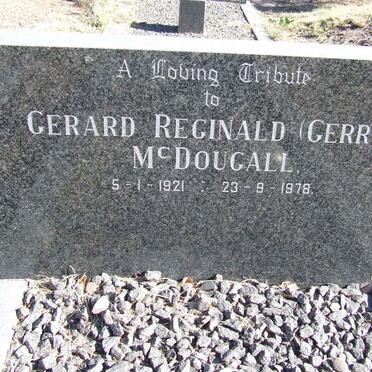 A Loving Tribute
to
GERARD REGINALD (GERR
McDOUGALL.
5-1-1921 : 23-9-1978.